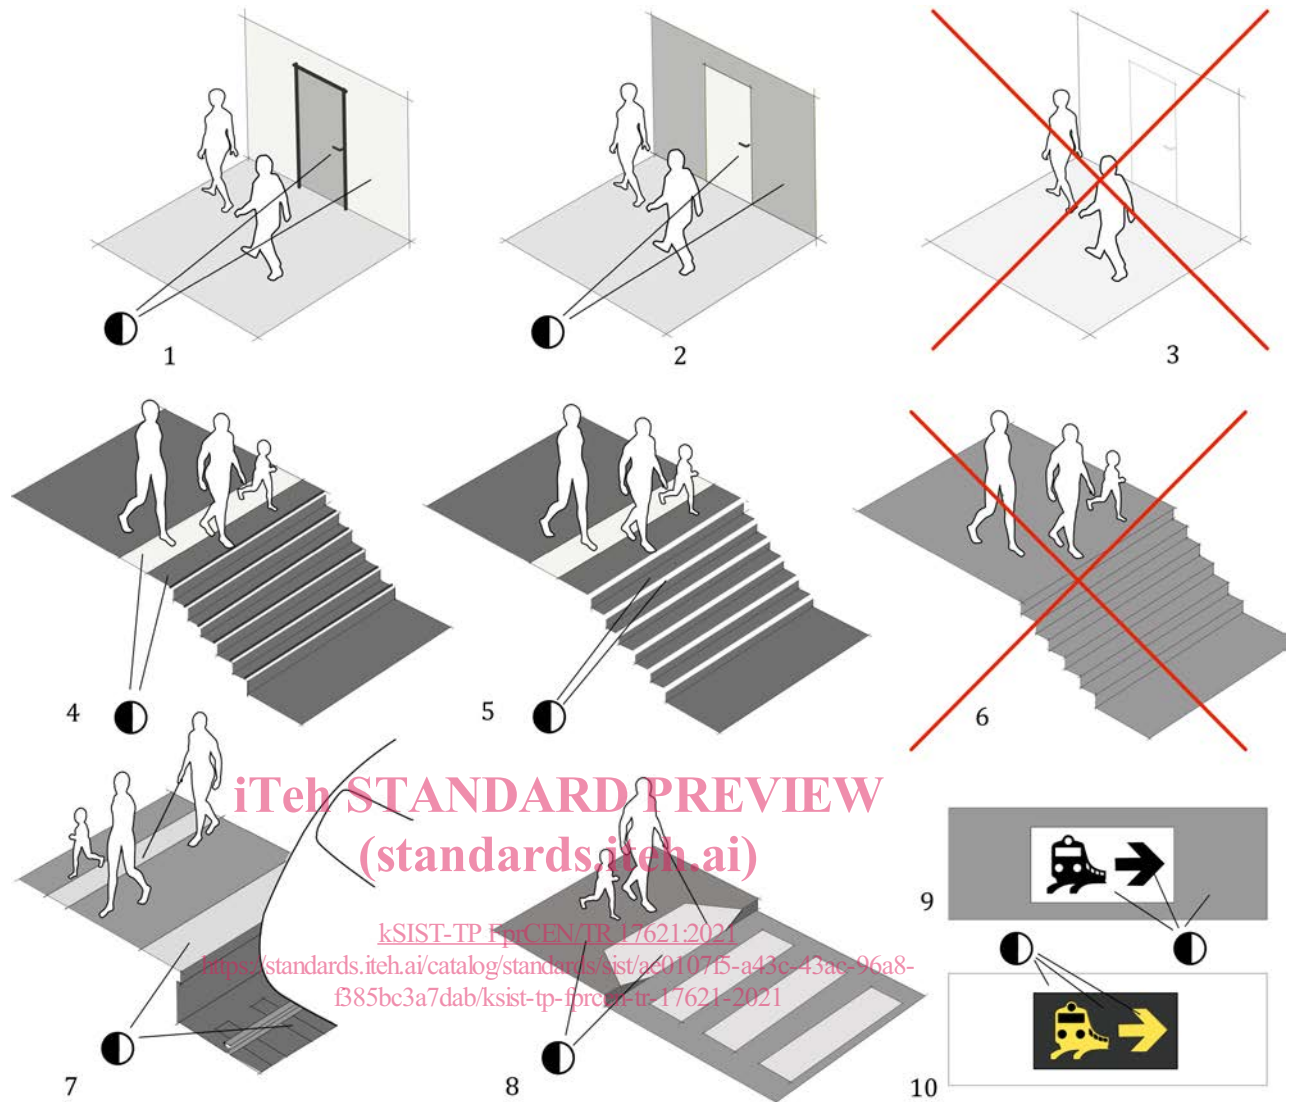 1
2
3
4
5
6
iTeh STANDARD PREVIEW
(standards.iteh.ai)
9
kSIST-TP FprCEN/TR 17621:2021
https://standards.iteh.ai/catalog/standards/sist/ae0107f5-a43c-43ac-96a8-
f385bc3a7dab/ksist-tp-fprcen-tr-17621-2021
7
8
10